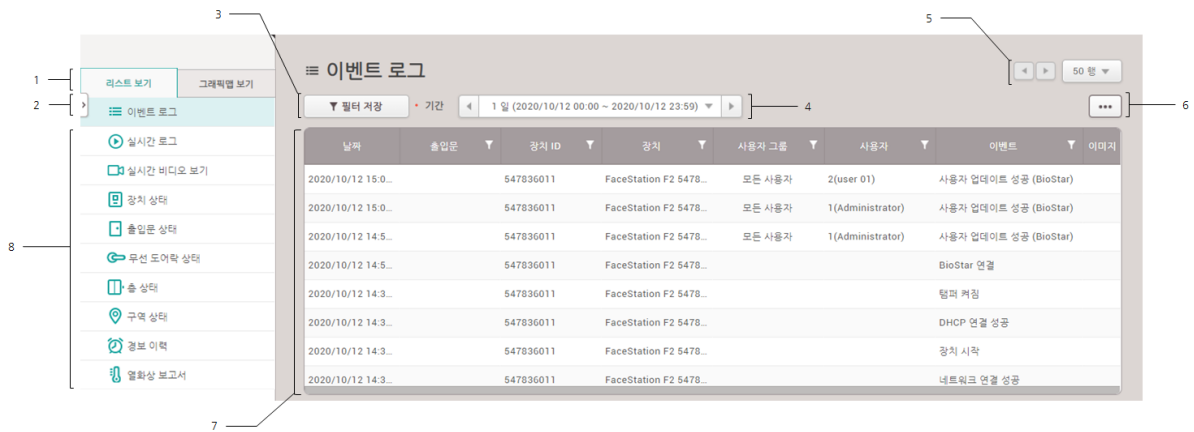 3
5
1
2
8
4
6
7
리스트 보기
그래픽맵 보기
이벤트 로그
실시간 로그
실시간 비디오 보기
장치 상태
출입문 상태
무선 도어락 상태
층 상태
구역 상태
경보 이력
열화상 보고서
이벤트 로그
50 행
필터 저장
* 기간
1 일 (2020/10/12 00:00 ~ 2020/10/12 23:59)
•••
날짜 출입문 장치 ID 장치 사용자 그룹 사용자 이벤트 이미지
2020/10/12 15:0... 547836011 FaceStation F2 5478... 모든 사용자 2(user 01) 사용자 업데이트 성공 (BioStar)
2020/10/12 15:0... 547836011 FaceStation F2 5478... 모든 사용자 1(Administrator) 사용자 업데이트 성공 (BioStar)
2020/10/12 14:5... 547836011 FaceStation F2 5478... 모든 사용자 1(Administrator) 사용자 업데이트 성공 (BioStar)
2020/10/12 14:5... 547836011 FaceStation F2 5478... BioStar 연결
2020/10/12 14:3... 547836011 FaceStation F2 5478... 탬퍼 켜짐
2020/10/12 14:3... 547836011 FaceStation F2 5478... DHCP 연결 성공
2020/10/12 14:3... 547836011 FaceStation F2 5478... 장치 시작
2020/10/12 14:3... 547836011 FaceStation F2 5478... 네트워크 연결 성공